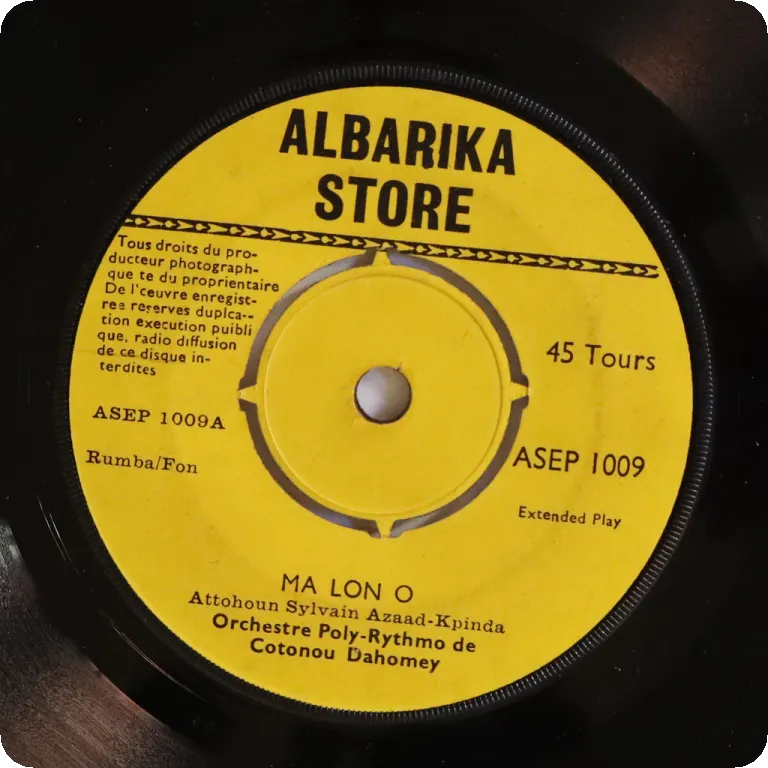 ALBARIKA
STORE
Tous droits du pro-
ducteur photograph-
que te du proprientaire
De l'œuvre enregist-
rees reserves duplca--
tion execution puibli
que, radio diffusion
de ce disque in-
terdites
45 Tours
ASEP 1009A
Rumba/Fon
ASEP 1009
Extended Play
MA LON O
Attohoun Sylvain Azaad-Kpinda
Orchestre Poly-Rythmo de
Cotonou Dahomey